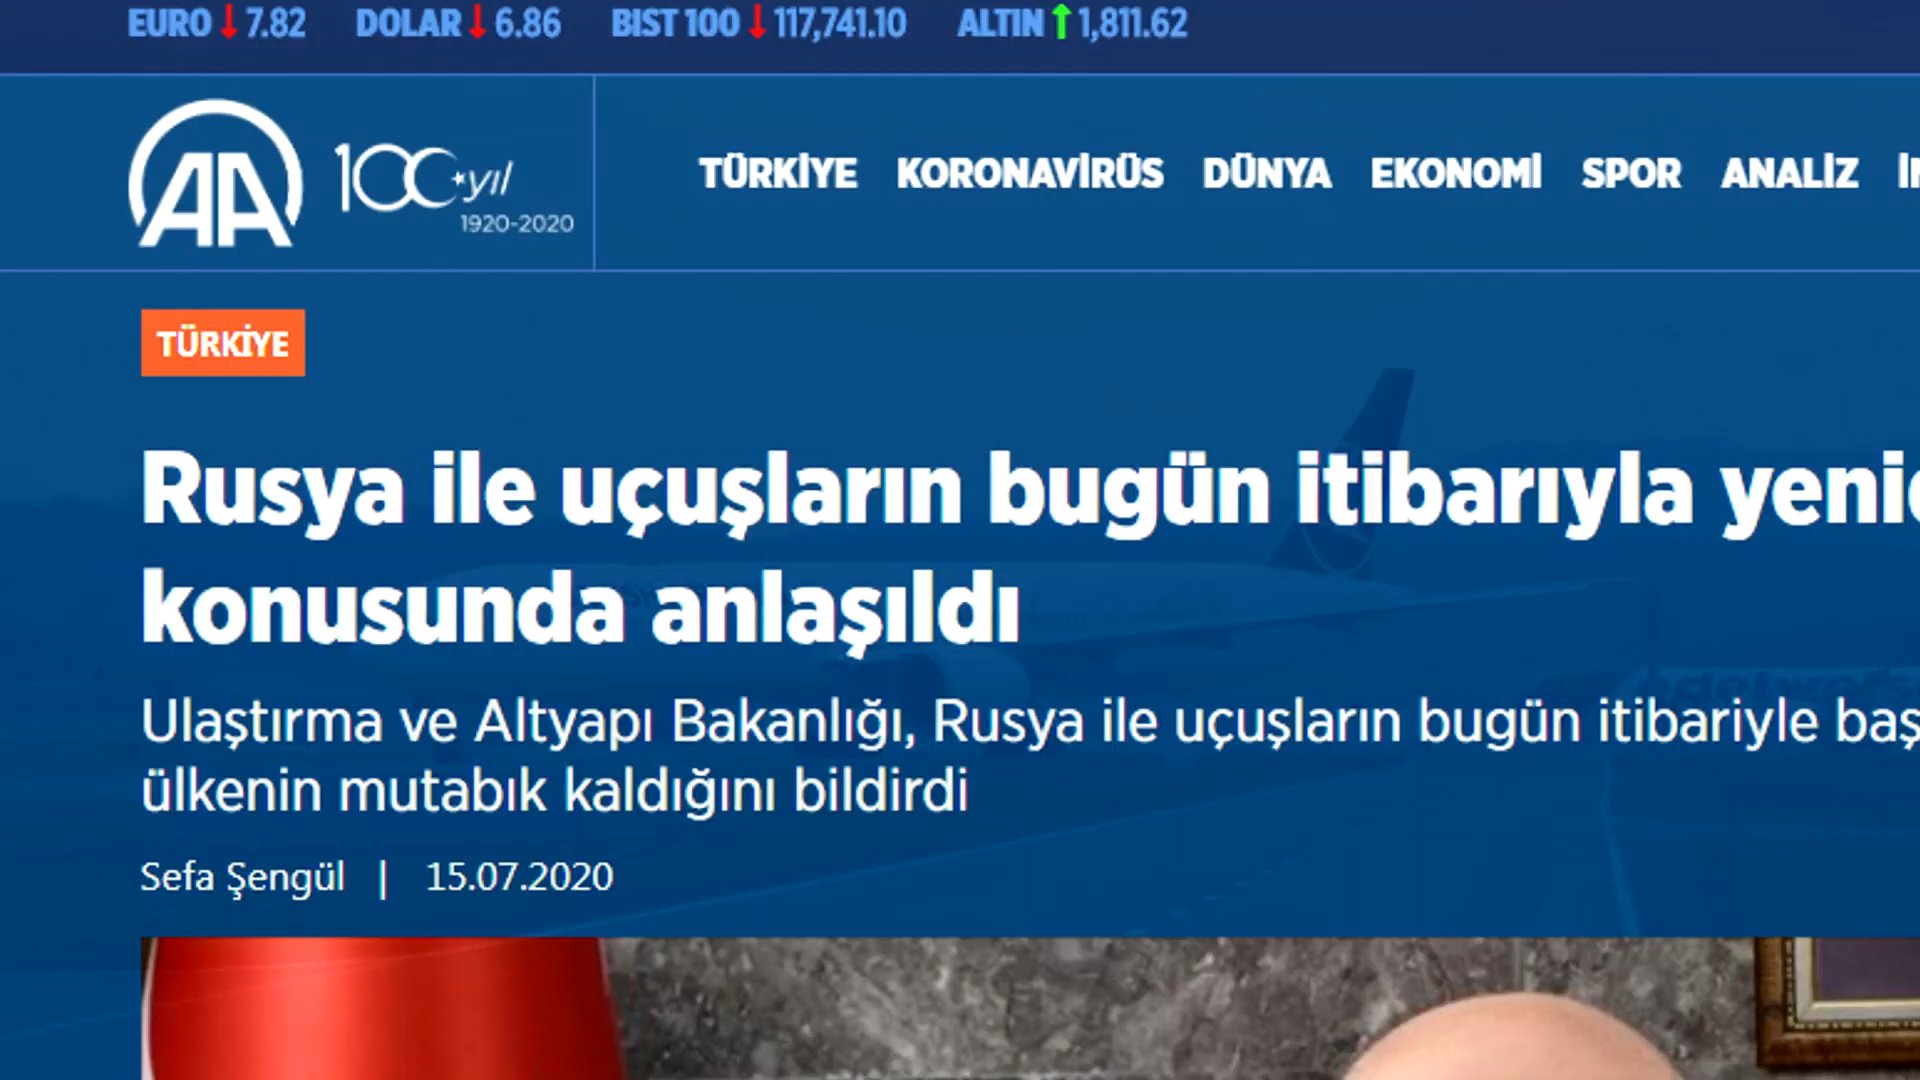 EURO 7.82 DOLAR 6.86 BIST 100 117,741.10 ALTIN 1,811.62
AA 100 yıl
1920-2020
TÜRKİYE KORONAVİRÜS DÜNYA EKONOMİ SPOR ANALİZ
TÜRKİYE
Rusya ile uçuşların bugün itibarıyla
konusunda anlaşıldı
Ulaştırma ve Altyapı Bakanlığı, Rusya ile uçuşların bugün itibariyle
ülkenin mutabık kaldığını bildirdi
Sefa Şengül | 15.07.2020